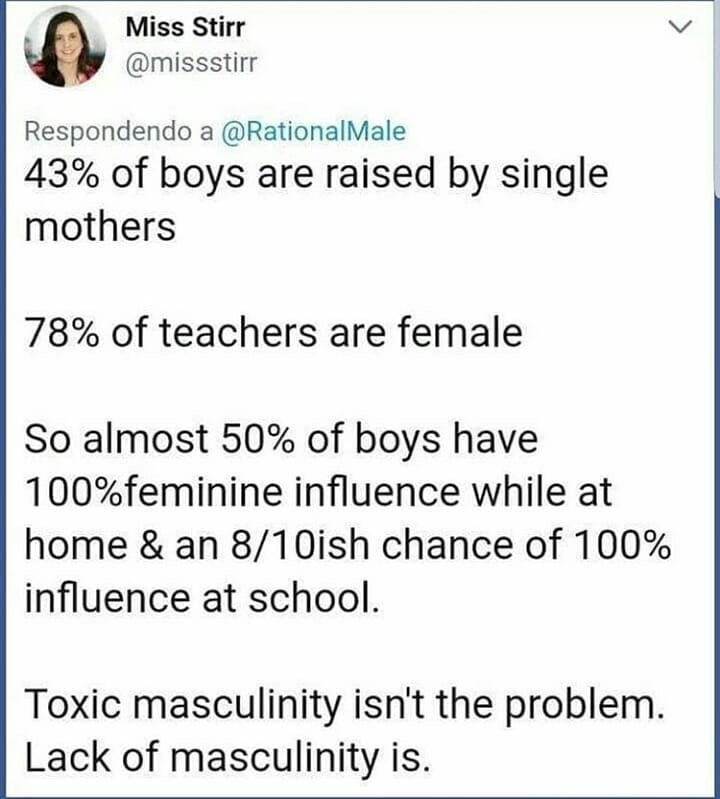 Miss Stirr
@missstirr
Respondendo a @RationalMale
43% of boys are raised by single
mothers
78% of teachers are female
So almost 50% of boys have
100%feminine influence while at
home & an 8/10ish chance of 100%
influence at school.
Toxic masculinity isn't the problem.
Lack of masculinity is.